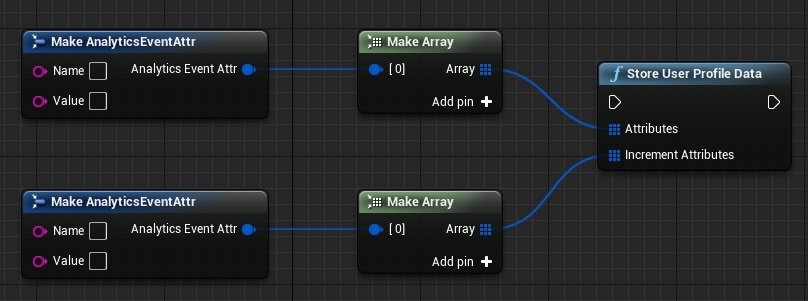 Make AnalyticsEventAttr
Name
Analytics Event Attr
Value
Make Array
[ 0]
Array
Add pin
Store User Profile Data
Attributes
Increment Attributes
Make AnalyticsEventAttr
Name
Analytics Event Attr
Value
Make Array
[ 0]
Array
Add pin